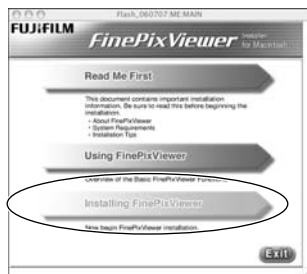 Flash_060707.ME.MAIN
FUJIFILM
FinePixViewer Installer
for Macintosh
Read Me First
This document contains important installation
information. Be sure to read this before beginning the
installation.
• About FinePixViewer
• System Requirements
• Installation Tips
Using FinePixViewer
Overview of the Basic FinePixViewer
Installing FinePixViewer
Now begin FinePixViewer installation.
Exit